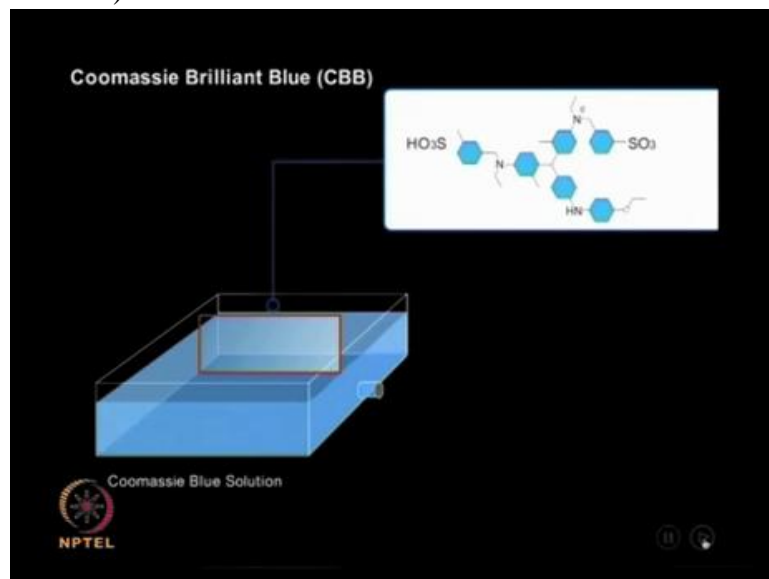 )
Coomassie Brilliant Blue (CBB)
HO3S
N
N
SO3
HN
Coomassie Blue Solution
NPTEL